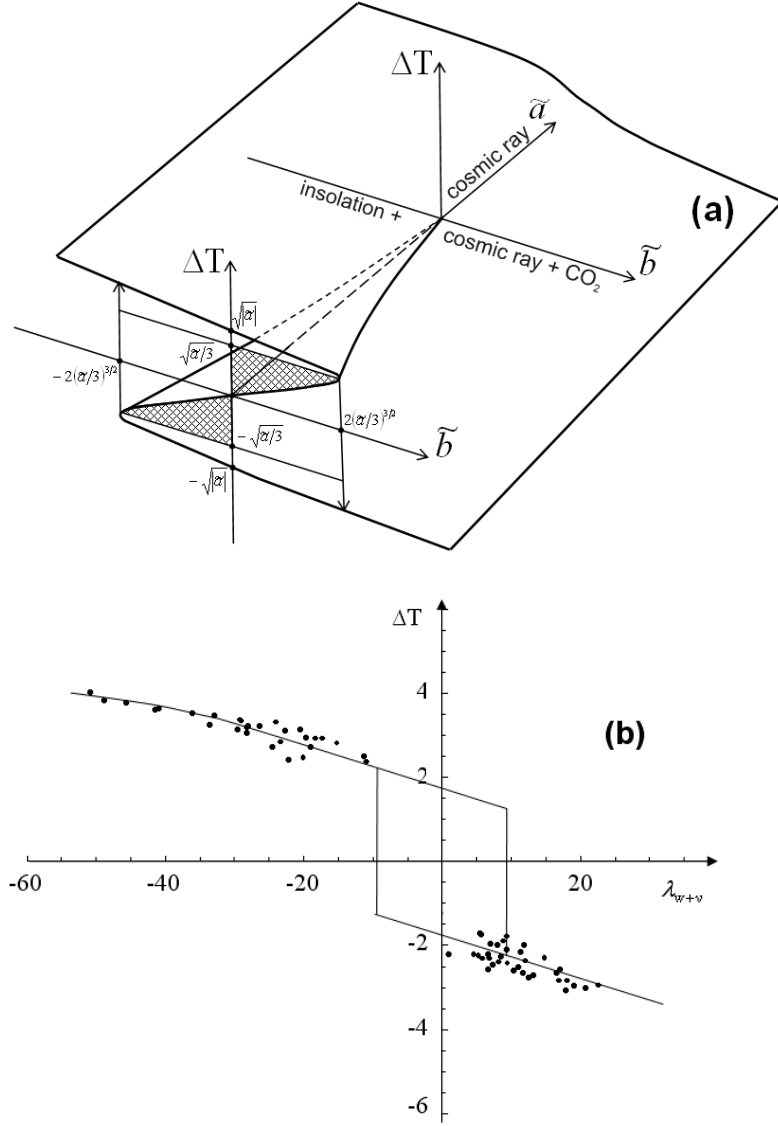 ΔT
ã
cosmic ray
(a)
insolation +
cosmic ray + CO₂
b̃
ΔT
√|ã|
√ã/3
- 2(ã/3)^3/2
2(ã/3)^3/2
- √ã/3
b̃
- √|ã|
ΔT
4
(b)
2
-60
-40
-20
20
λw+v
-2
-4
-6